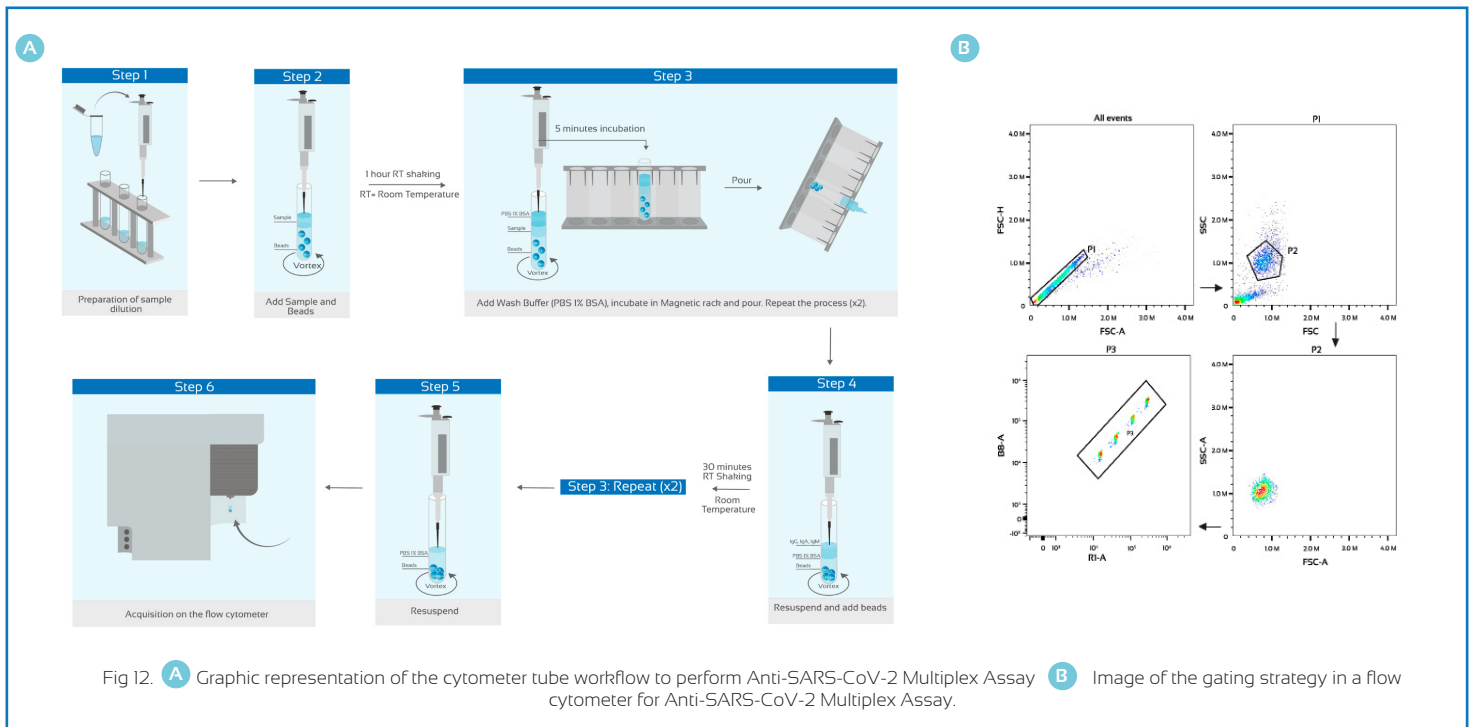 A
Step 1
Preparation of sample
dilution
Step 2
Sample
Beads
Vortex
Add Sample and
Beads
1 hour RT shaking
RT= Room Temperature
Step 3
5 minutes incubation
PBS 1% BSA
Sample
Beads
Vortex
Pour
Add Wash Buffer (PBS 1% BSA), incubate in Magnetic rack and pour. Repeat the process (x2).
Step 4
IgG, IgA, IgM
PBS 1% BSA
Beads
Vortex
Resuspend and add beads
30 minutes
RT Shaking
Room
Temperature
Step 3: Repeat (x2)
Step 5
PBS 1% BSA
Beads
Vortex
Resuspend
Step 6
Acquisition on the flow cytometer
B
All events
4.0 M
3.0 M
2.0 M
1.0 M
0
FSC-H
P1
0
1.0 M
2.0 M
3.0 M
4.0 M
FSC-A
P1
4.0 M
3.0 M
2.0 M
1.0 M
0
SSC
P2
0
1.0 M
2.0 M
3.0 M
4.0 M
FSC
P3
B8-A
0
P3
0
R1-A
P2
4.0 M
3.0 M
2.0 M
1.0 M
0
SSC-A
0
1.0 M
2.0 M
3.0 M
4.0 M
FSC-A
Fig 12. A Graphic representation of the cytometer tube workflow to perform Anti-SARS-CoV-2 Multiplex Assay B Image of the gating strategy in a flow
cytometer for Anti-SARS-CoV-2 Multiplex Assay.